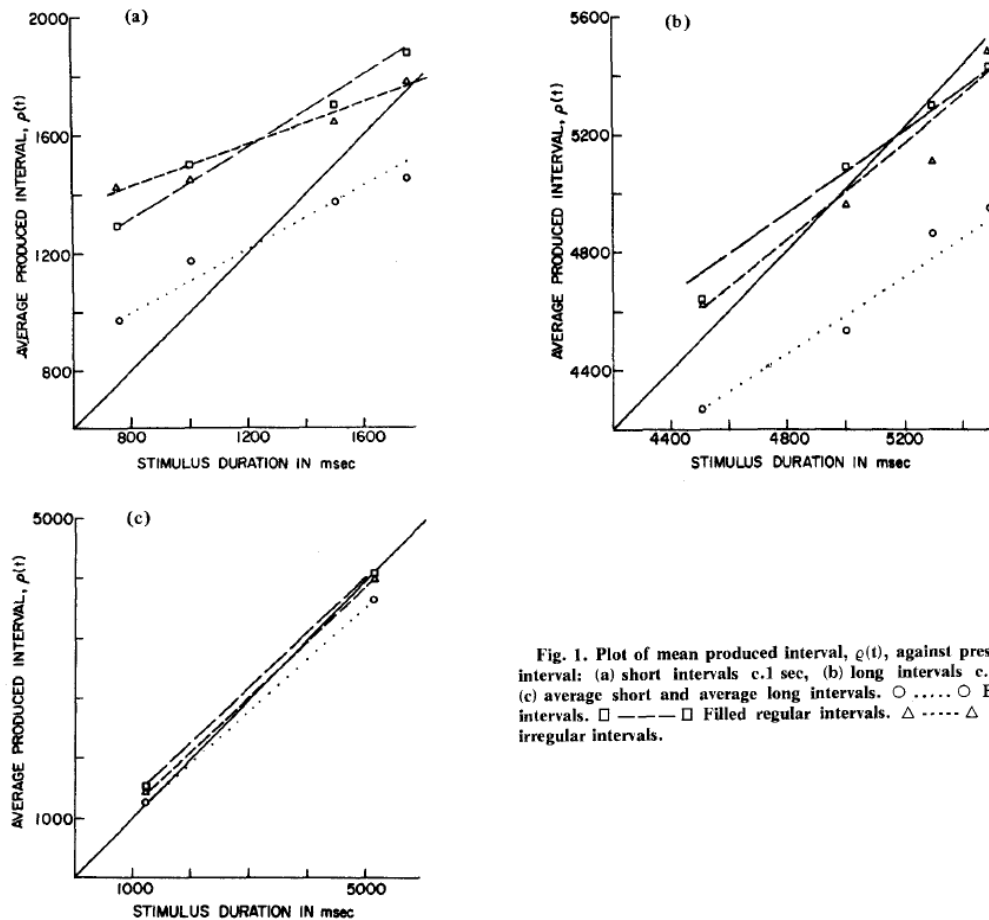 (a)
2000
1600
1200
800
AVERAGE PRODUCED INTERVAL, ρ(t)
800 1200 1600
STIMULUS DURATION IN msec
(b)
5600
5200
4800
4400
AVERAGE PRODUCED INTERVAL, ρ(t)
4400 4800 5200
STIMULUS DURATION IN msec
(c)
5000
1000
AVERAGE PRODUCED INTERVAL, ρ(t)
1000 5000
STIMULUS DURATION IN msec
Fig. 1. Plot of mean produced interval, ϱ(t), against pres
interval: (a) short intervals c.1 sec, (b) long intervals c.
(c) average short and average long intervals. ○ ..... ○
intervals. □ — — — □ Filled regular intervals. △ ----- △
irregular intervals.